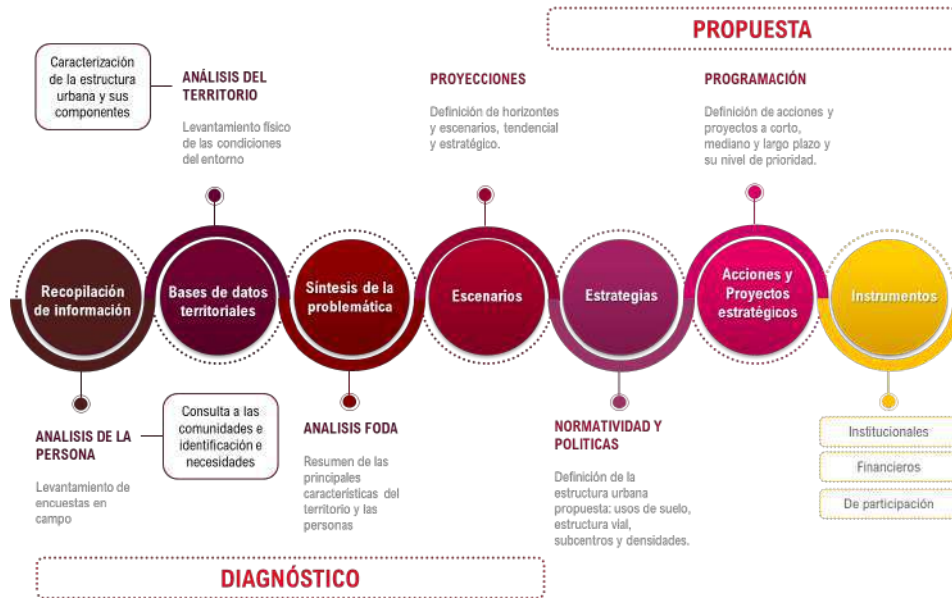 PROPUESTA
Caracterización
de la estructura
urbana y sus
componentes
ANÁLISIS DEL
TERRITORIO
Levantamiento físico
de las condiciones
del entorno
PROYECCIONES
Definición de horizontes
y escenarios, tendencial
y estratégico.
PROGRAMACIÓN
Definición de acciones y
proyectos a corto,
mediano y largo plazo y
su nivel de prioridad.
Recopilación
de información
Bases de datos
territoriales
Síntesis de la
problemática
Escenarios
Estrategias
Acciones y
Proyectos
estratégicos
Instrumentos
ANALISIS DE LA
PERSONA
Levantamiento de
encuestas en
campo
Consulta a las
comunidades e
identificación e
necesidades
ANALISIS FODA
Resumen de las
principales
características del
territorio y las
personas
NORMATIVIDAD Y
POLITICAS
Definición de la
estructura urbana
propuesta: usos de suelo,
estructura vial,
subcentros y densidades.
Institucionales
Financieros
De participación
DIAGNÓSTICO